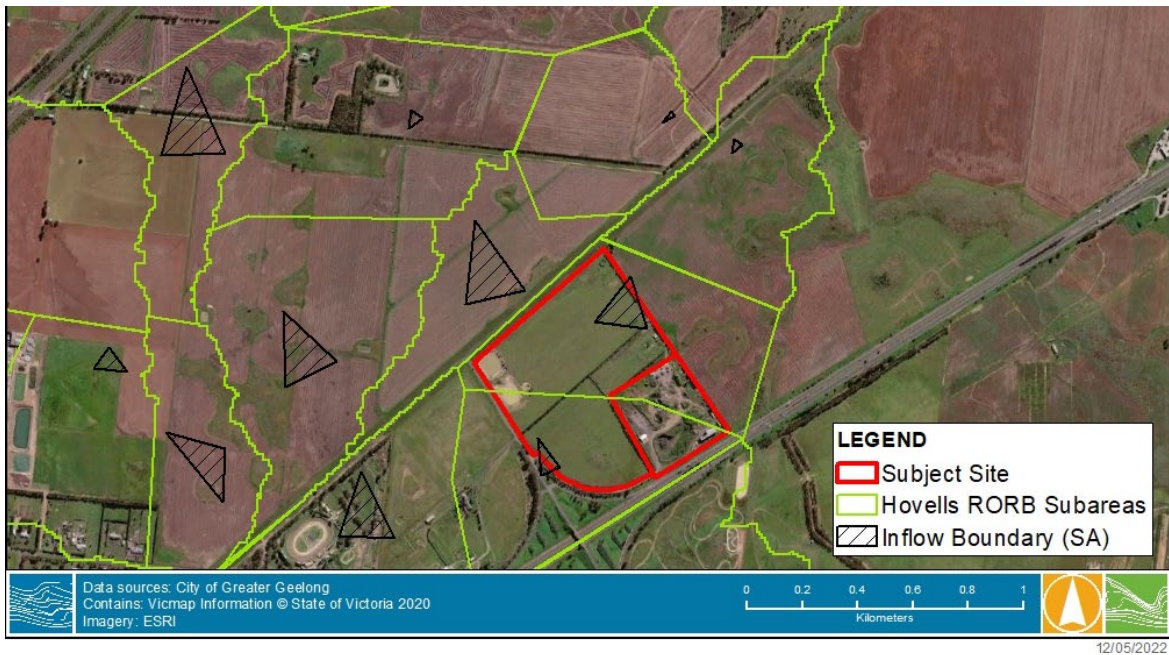 LEGEND
Subject Site
Hovells RORB Subareas
Inflow Boundary (SA)
Data sources: City of Greater Geelong
Contains: Vicmap Information © State of Victoria 2020
Imagery: ESRI
0 0.2 0.4 0.6 0.8 1
Kilometers
12/05/2022